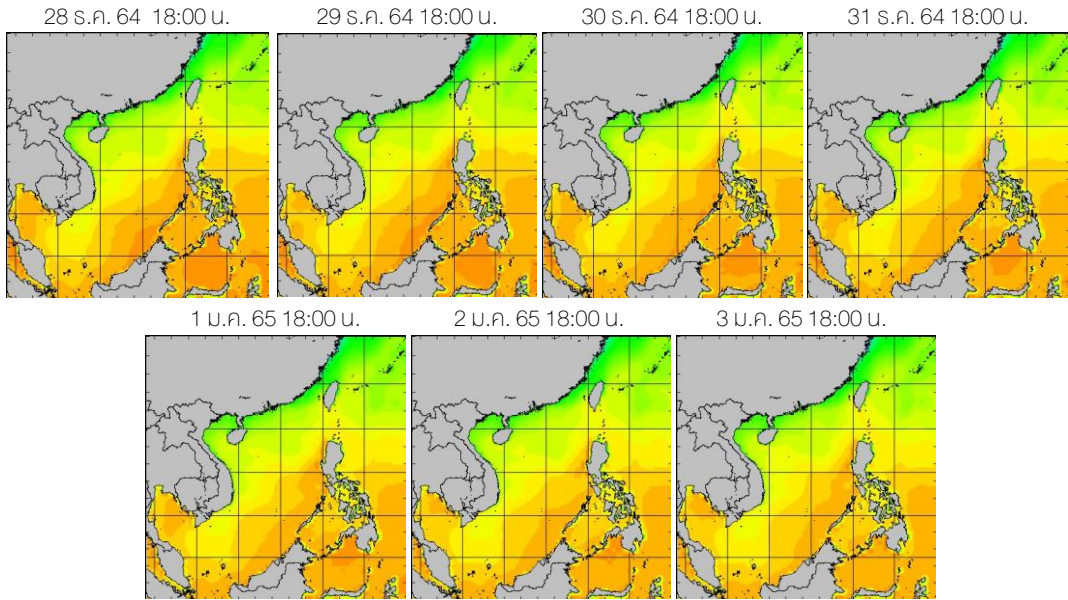 28 ธ.ค. 64 18:00 น.
29 ธ.ค. 64 18:00 น.
30 ธ.ค. 64 18:00 น.
31 ธ.ค. 64 18:00 น.
1 ม.ค. 65 18:00 น.
2 ม.ค. 65 18:00 น.
3 ม.ค. 65 18:00 น.